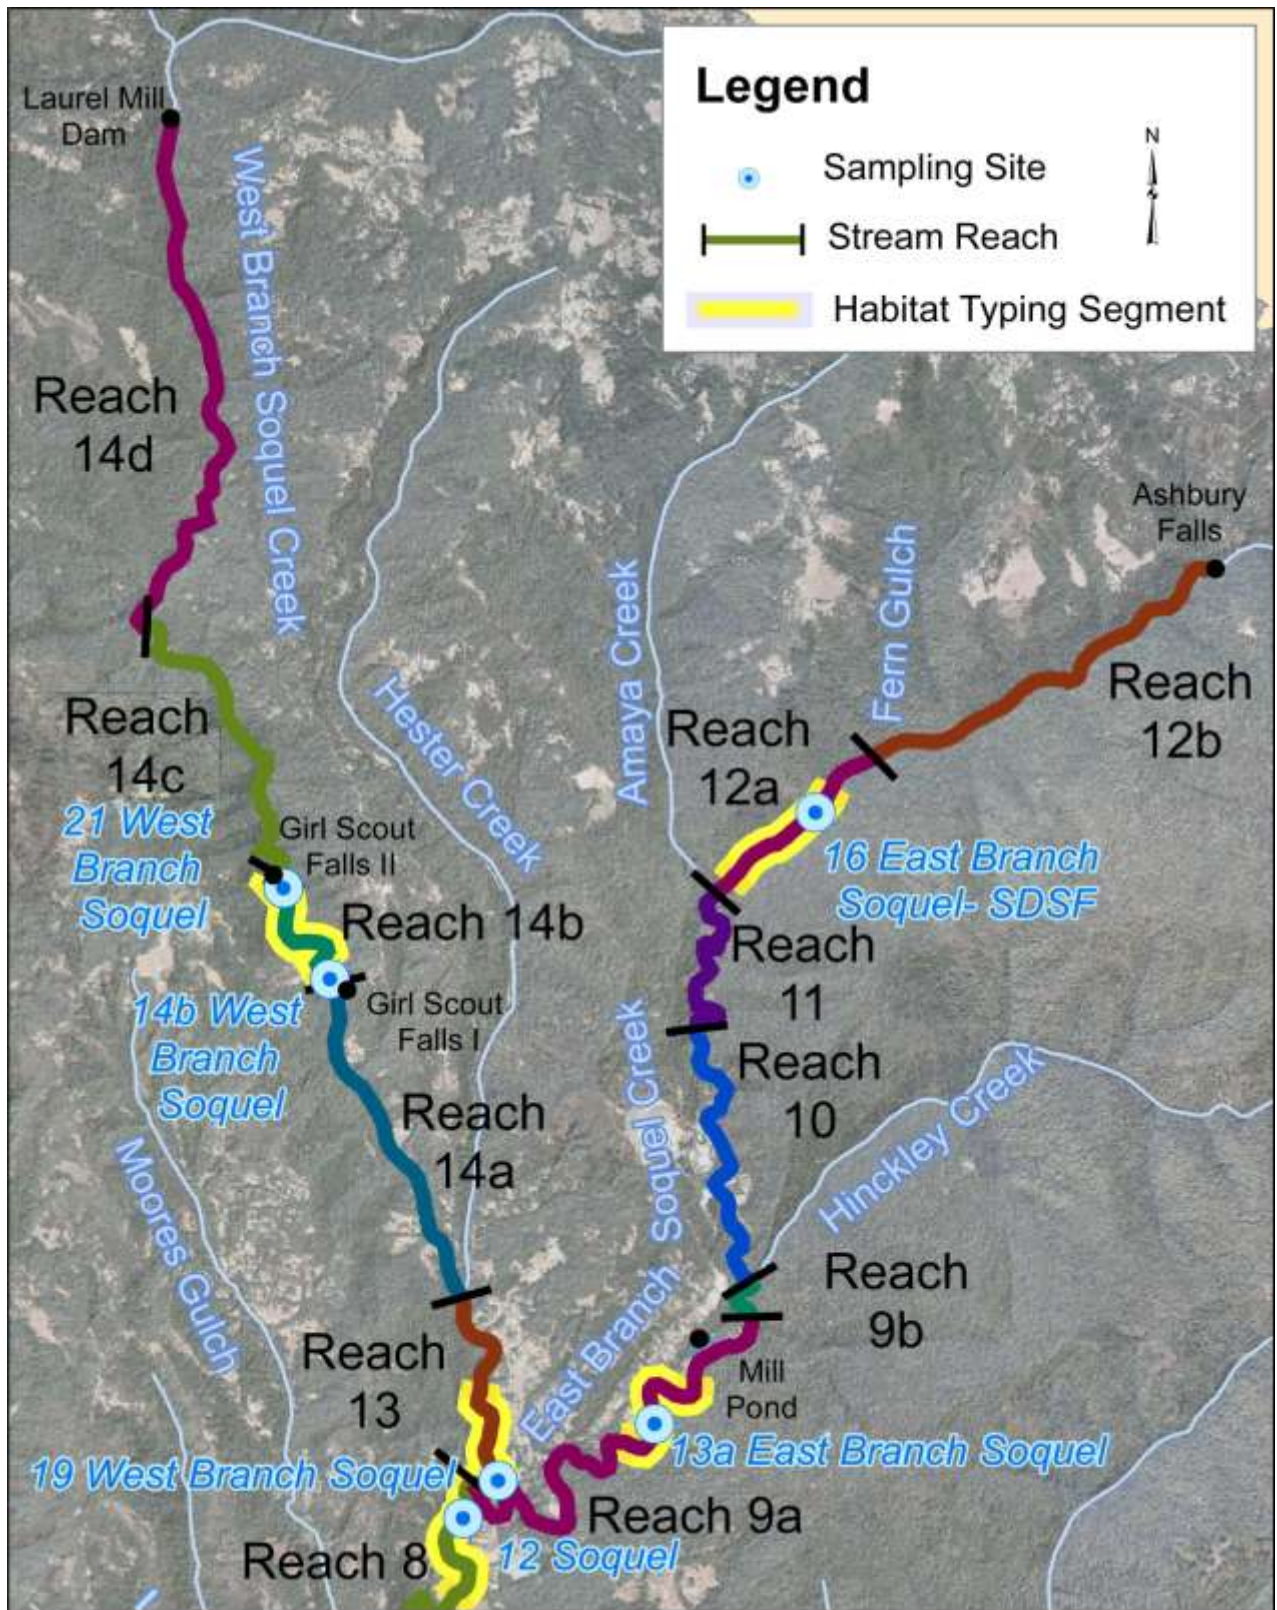 Legend
Sampling Site
N
Stream Reach
Habitat Typing Segment
Laurel Mill
Dam
West Branch Soquel Creek
Reach
14d
Ashbury
Falls
Amaya Creek
Fern Gulch
Reach
12b
Hester Creek
Reach
14c
Reach
12a
21 West
Branch
Soquel
Girl Scout
Falls II
16 East Branch
Soquel- SDSF
Reach 14b
Reach
11
14b West
Branch
Soquel
Girl Scout
Falls I
Reach
10
Hinckley Creek
Reach
14a
Moores Gulch
East Branch Soquel Creek
Reach
9b
Reach
13
Mill
Pond
19 West Branch Soquel
13a East Branch Soquel
Reach 9a
Reach 8
12 Soquel